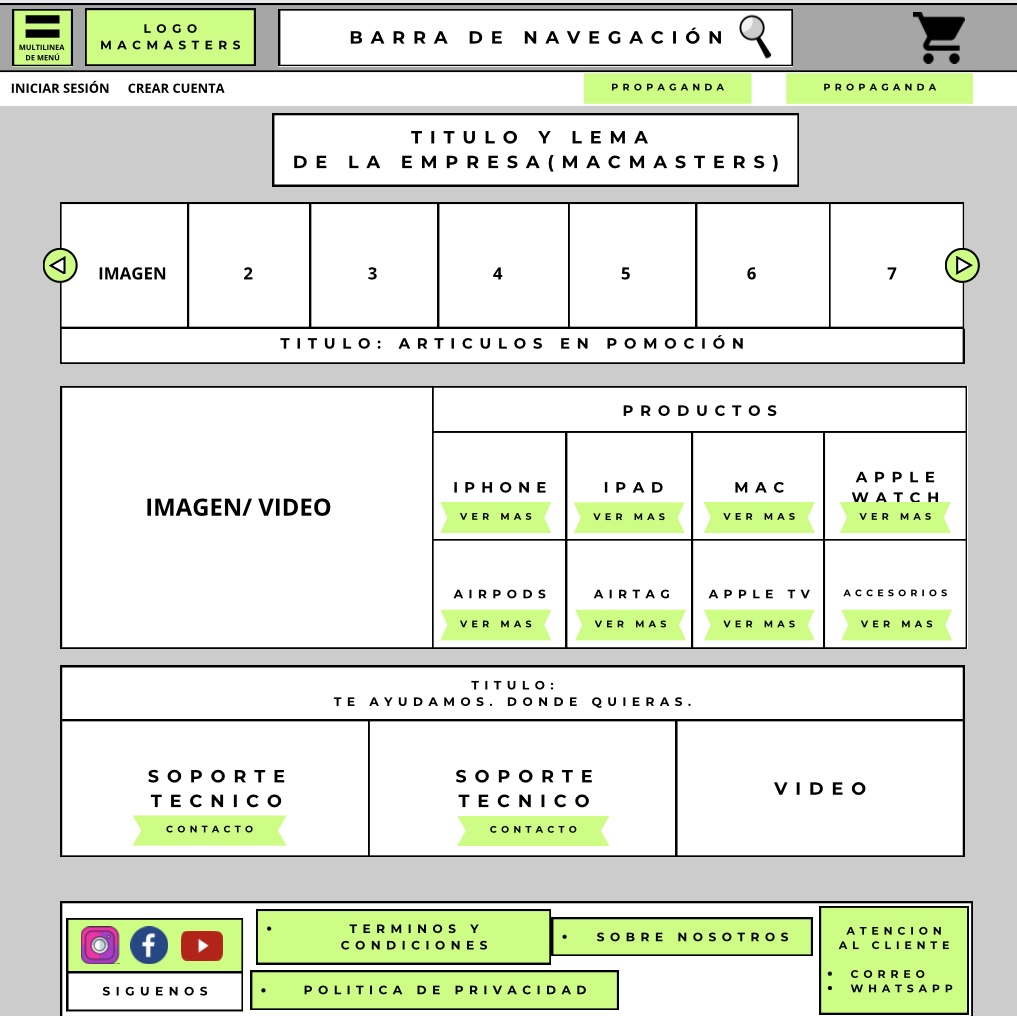 MULTILINEA
DE MENÚ
LOGO
MACMASTERS
BARRA DE NAVEGACIÓN
INICIAR SESIÓN
CREAR CUENTA
PROPAGANDA
PROPAGANDA
TITULO Y LEMA
DE LA EMPRESA(MACMASTERS)
IMAGEN
2
3
4
5
6
7
TITULO: ARTICULOS EN POMOCIÓN
IMAGEN/ VIDEO
PRODUCTOS
IPHONE
VER MAS
IPAD
VER MAS
MAC
VER MAS
APPLE
WATCH
VER MAS
AIRPODS
VER MAS
AIRTAG
VER MAS
APPLE TV
VER MAS
ACCESORIOS
VER MAS
TITULO:
TE AYUDAMOS. DONDE QUIERAS.
SOPORTE
TECNICO
CONTACTO
SOPORTE
TECNICO
CONTACTO
VIDEO
SIGUENOS
• TERMINOS Y
CONDICIONES
• SOBRE NOSOTROS
• POLITICA DE PRIVACIDAD
ATENCION
AL CLIENTE
• CORREO
• WHATSAPP